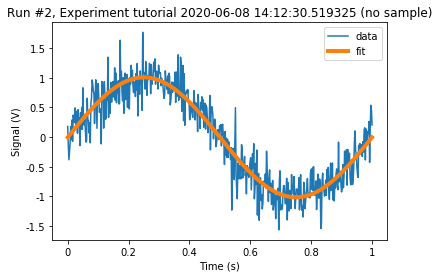 Run #2, Experiment tutorial 2020-06-08 14:12:30.519325 (no sample)
data
fit
Signal (V)
1.5
1
0.5
0
-0.5
-1
-1.5
0
0.2
0.4
0.6
0.8
1
Time (s)